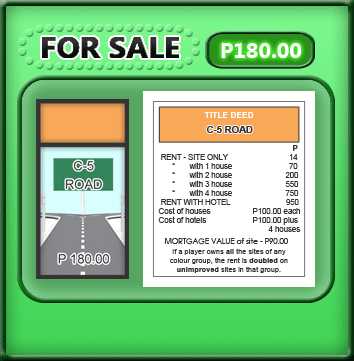 FOR SALE
P180.00
C-5
ROAD
P 180.00
TITLE DEED
C-5 ROAD
P
RENT - SITE ONLY 14
" with 1 house 70
" with 2 house 200
" with 3 house 550
" with 4 house 750
RENT WITH HOTEL 950
Cost of houses P100.00 each
Cost of hotels P100.00 plus
4 houses
MORTGAGE VALUE of site - P90.00
If a player owns all the sites of any
colour group, the rent is doubled on
unimproved sites in that group.